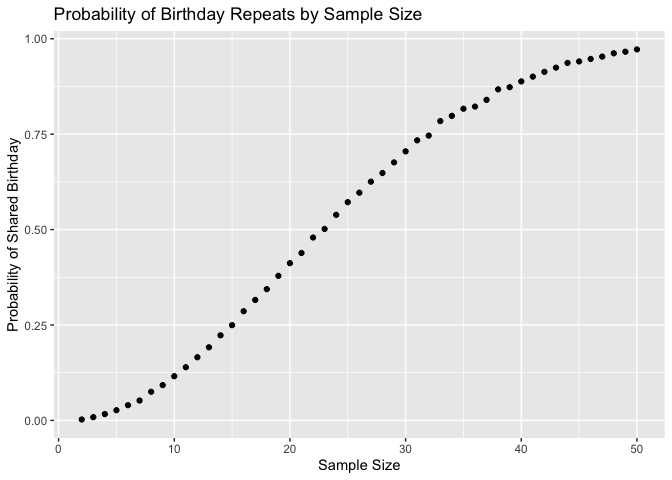 Probability of Birthday Repeats by Sample Size
Probability of Shared Birthday
1.00
0.75
0.50
0.25
0.00
0 10 20 30 40 50
Sample Size